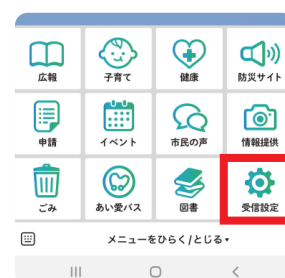 広報 子育て 健康 防災サイト
申請 イベント 市民の声 情報提供
ごみ あい愛バス 図書 受信設定
メニューをひらく/とじる▾